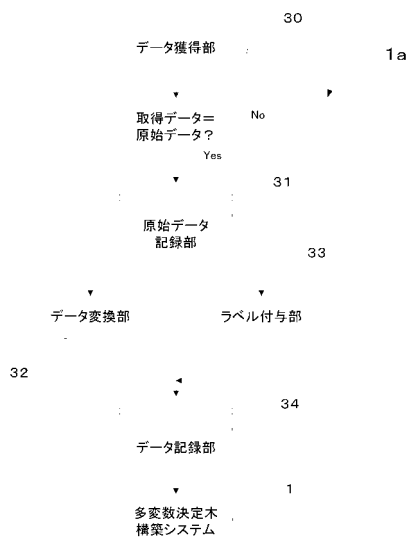 30
データ獲得部
1a
取得データ=
原始データ?
No
Yes
31
原始データ
記録部
33
データ変換部
ラベル付与部
32
34
データ記録部
1
多変数決定木
構築システム